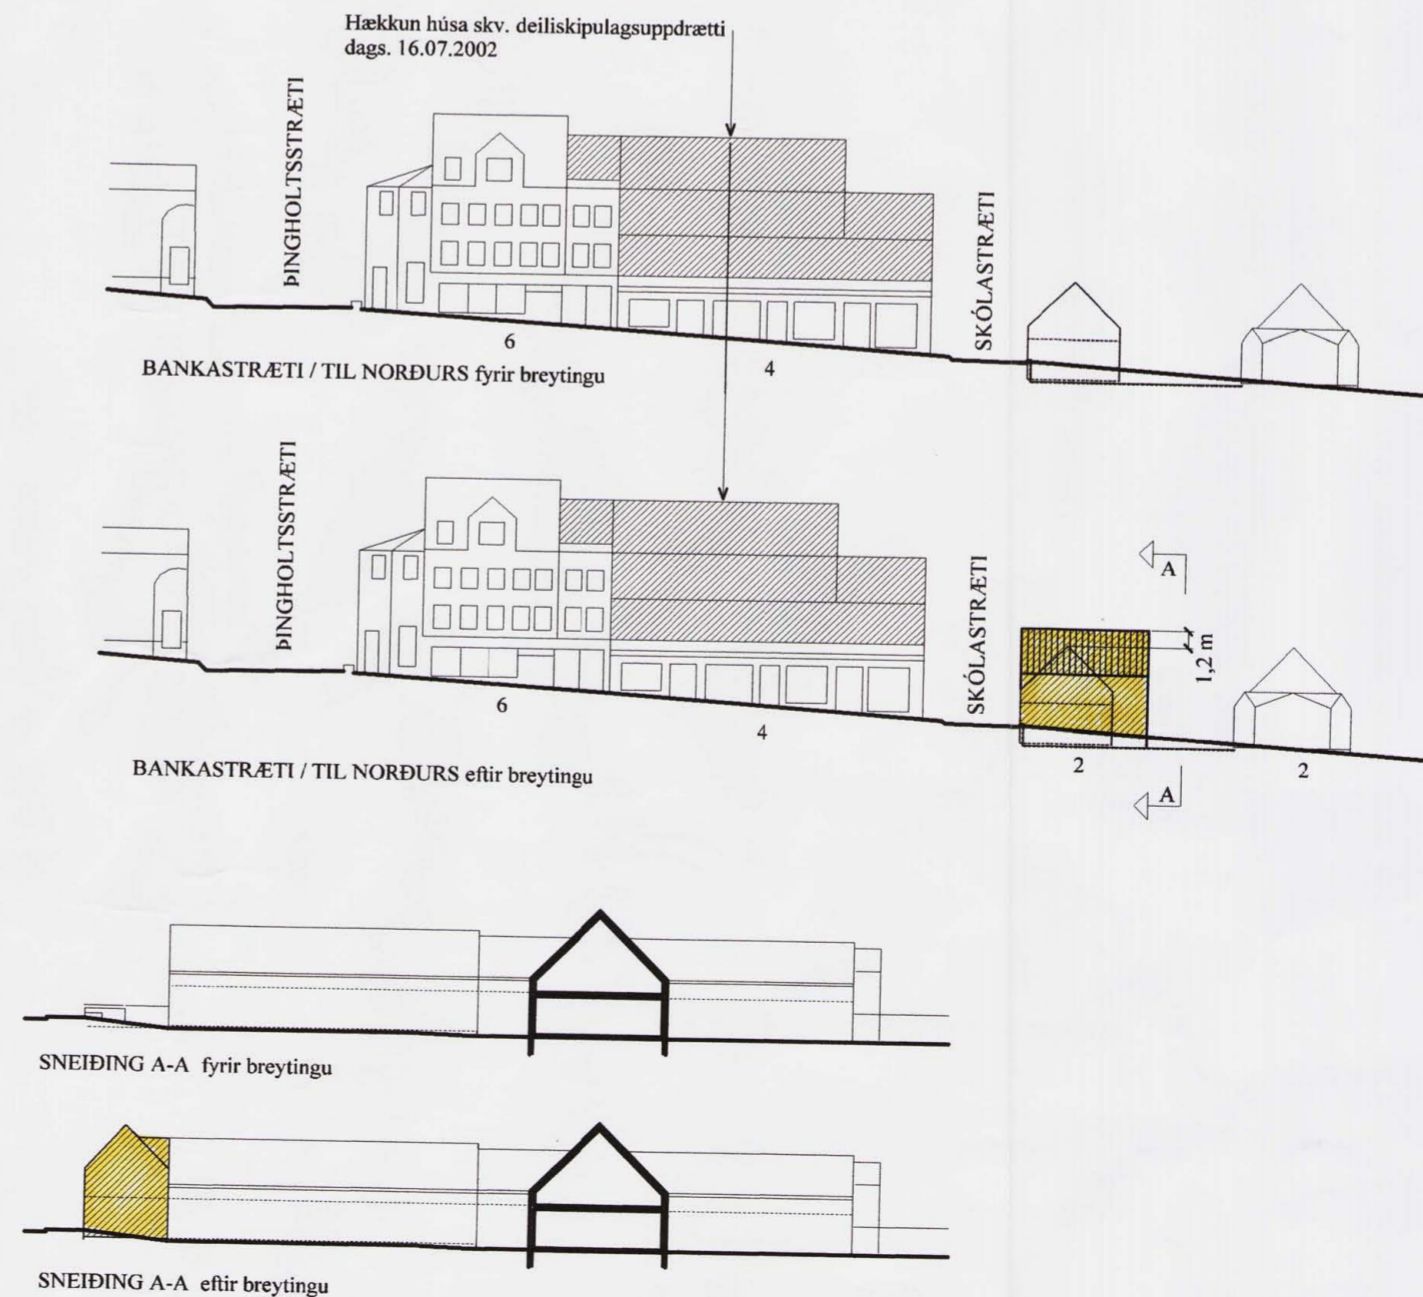 Hækkun húsa skv. deiliskipulagsuppdrætti
dags. 16.07.2002
ÞINGHOLTSSTRÆTI
SKÓLASTRÆTI
6
4
BANKASTRÆTI / TIL NORÐURS fyrir breytingu
ÞINGHOLTSSTRÆTI
SKÓLASTRÆTI
A
1,2 m
6
4
2
2
BANKASTRÆTI / TIL NORÐURS eftir breytingu
A
SNEIÐING A-A fyrir breytingu
SNEIÐING A-A eftir breytingu